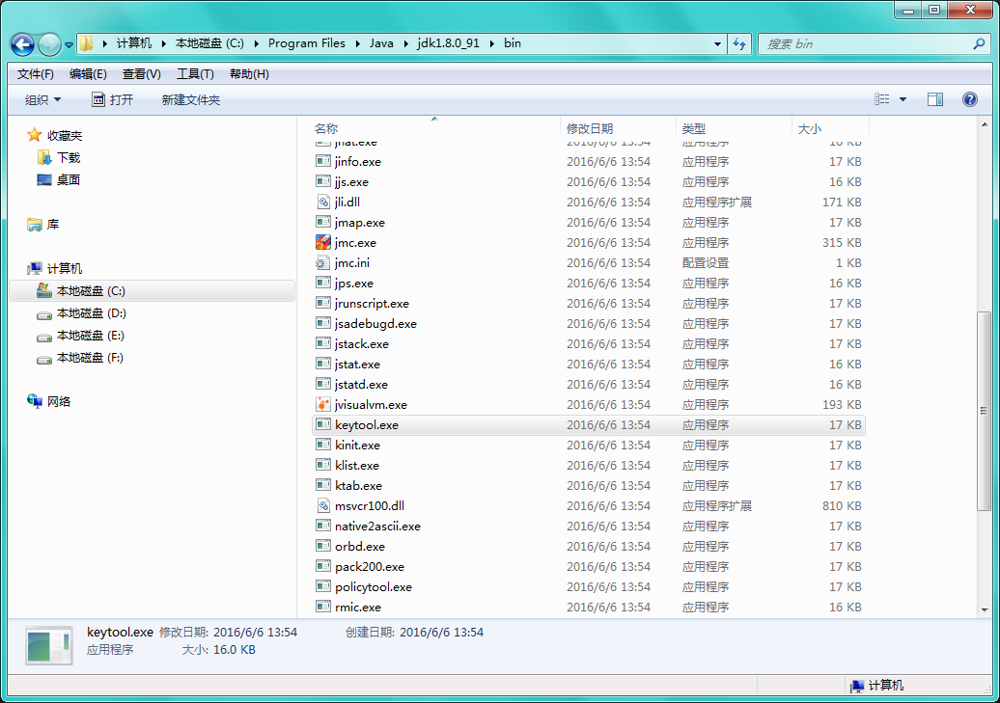 计算机 本地磁盘 (C:) Program Files Java jdk1.8.0_91 bin 搜索 bin
文件(F) 编辑(E) 查看(V) 工具(T) 帮助(H)
组织 打开 新建文件夹
收藏夹
下载
桌面
库
计算机
本地磁盘 (C:)
本地磁盘 (D:)
本地磁盘 (E:)
本地磁盘 (F:)
网络
名称 修改日期 类型 大小
jhat.exe 2016/6/6 13:54 应用程序 16 KB
jinfo.exe 2016/6/6 13:54 应用程序 17 KB
jjs.exe 2016/6/6 13:54 应用程序 16 KB
jli.dll 2016/6/6 13:54 应用程序扩展 171 KB
jmap.exe 2016/6/6 13:54 应用程序 17 KB
jmc.exe 2016/6/6 13:54 应用程序 315 KB
jmc.ini 2016/6/6 13:54 配置设置 1 KB
jps.exe 2016/6/6 13:54 应用程序 16 KB
jrunscript.exe 2016/6/6 13:54 应用程序 17 KB
jsadebugd.exe 2016/6/6 13:54 应用程序 17 KB
jstack.exe 2016/6/6 13:54 应用程序 17 KB
jstat.exe 2016/6/6 13:54 应用程序 16 KB
jstatd.exe 2016/6/6 13:54 应用程序 16 KB
jvisualvm.exe 2016/6/6 13:54 应用程序 193 KB
keytool.exe 2016/6/6 13:54 应用程序 17 KB
kinit.exe 2016/6/6 13:54 应用程序 17 KB
klist.exe 2016/6/6 13:54 应用程序 17 KB
ktab.exe 2016/6/6 13:54 应用程序 17 KB
msvcr100.dll 2016/6/6 13:54 应用程序扩展 810 KB
native2ascii.exe 2016/6/6 13:54 应用程序 17 KB
orbd.exe 2016/6/6 13:54 应用程序 17 KB
pack200.exe 2016/6/6 13:54 应用程序 17 KB
policytool.exe 2016/6/6 13:54 应用程序 17 KB
rmic.exe 2016/6/6 13:54 应用程序 16 KB
keytool.exe 修改日期: 2016/6/6 13:54 创建日期: 2016/6/6 13:54
应用程序 大小: 16.0 KB
计算机